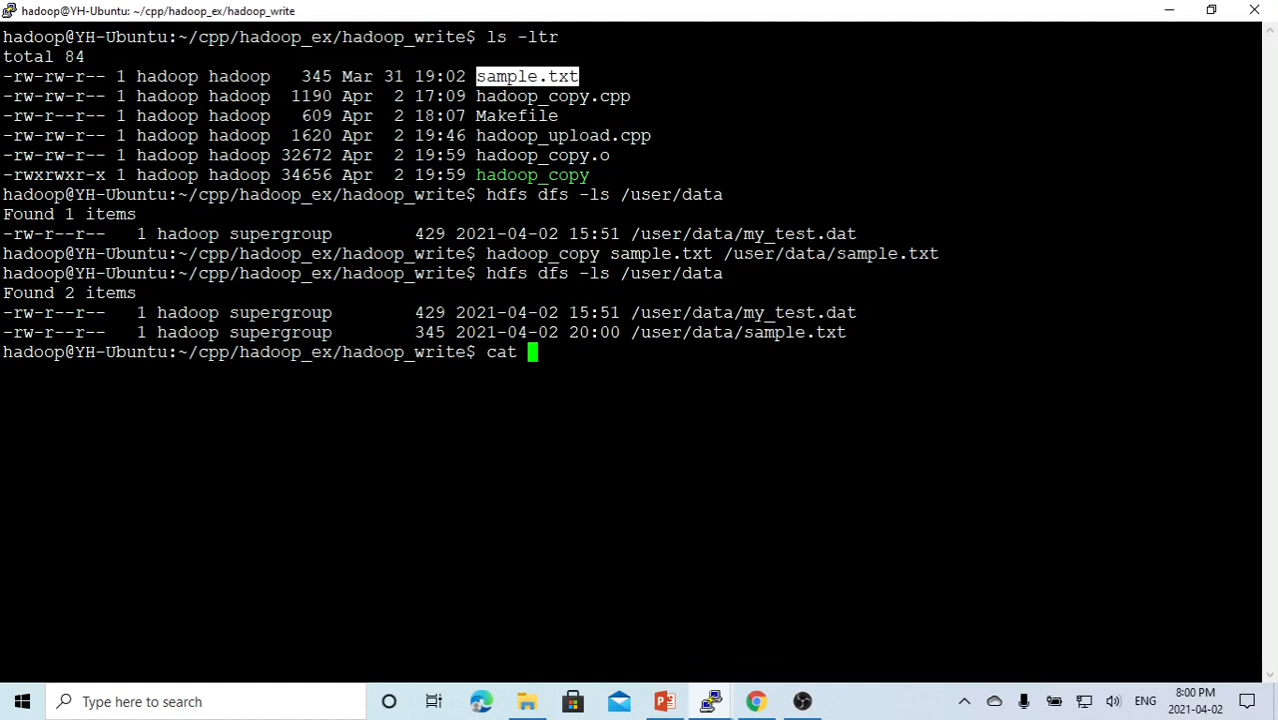 hadoop@YH-Ubuntu: ~/cpp/hadoop_ex/hadoop_write
hadoop@YH-Ubuntu:~/cpp/hadoop_ex/hadoop_write$ ls -ltr
total 84
-rw-rw-r-- 1 hadoop hadoop   345 Mar 31 19:02 sample.txt
-rw-rw-r-- 1 hadoop hadoop  1190 Apr  2 17:09 hadoop_copy.cpp
-rw-rw-r-- 1 hadoop hadoop   609 Apr  2 18:07 Makefile
-rw-rw-r-- 1 hadoop hadoop  1620 Apr  2 19:46 hadoop_upload.cpp
-rw-rw-r-- 1 hadoop hadoop 32672 Apr  2 19:59 hadoop_copy.o
-rwxrwxr-x 1 hadoop hadoop 34656 Apr  2 19:59 hadoop_copy
hadoop@YH-Ubuntu:~/cpp/hadoop_ex/hadoop_write$ hdfs dfs -ls /user/data
Found 1 items
-rw-r--r--   1 hadoop supergroup        429 2021-04-02 15:51 /user/data/my_test.dat
hadoop@YH-Ubuntu:~/cpp/hadoop_ex/hadoop_write$ hadoop_copy sample.txt /user/data/sample.txt
hadoop@YH-Ubuntu:~/cpp/hadoop_ex/hadoop_write$ hdfs dfs -ls /user/data
Found 2 items
-rw-r--r--   1 hadoop supergroup        429 2021-04-02 15:51 /user/data/my_test.dat
-rw-r--r--   1 hadoop supergroup        345 2021-04-02 20:00 /user/data/sample.txt
hadoop@YH-Ubuntu:~/cpp/hadoop_ex/hadoop_write$ cat
Type here to search
ENG
8:00 PM
2021-04-02